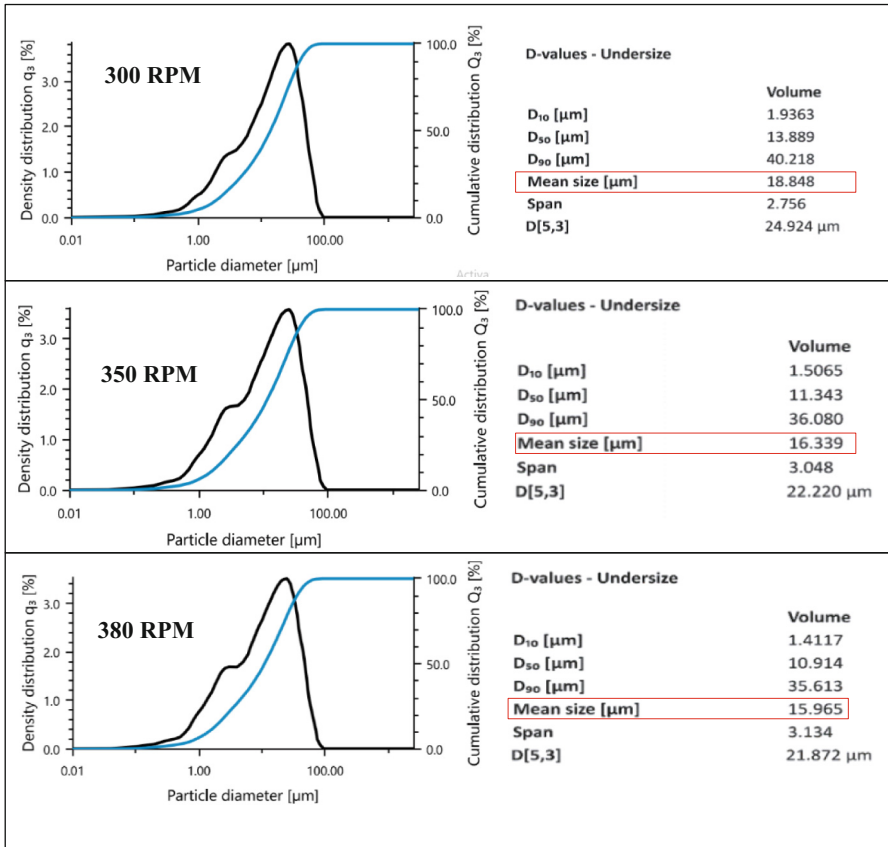 300 RPM
Density distribution q₃ [%]
3.0
2.0
1.0
0.0
0.01 1.00 100.00
Particle diameter [µm]
100.0
50.0
0.0
Cumulative distribution Q₃ [%]
D-values - Undersize
Volume
D₁₀ [µm] 1.9363
D₅₀ [µm] 13.889
D₉₀ [µm] 40.218
Mean size [µm] 18.848
Span 2.756
D[5,3] 24.924 µm
Activa
350 RPM
Density distribution q₃ [%]
3.0
2.0
1.0
0.0
0.01 1.00 100.00
Particle diameter [µm]
100.0
50.0
0.0
Cumulative distribution Q₃ [%]
D-values - Undersize
Volume
D₁₀ [µm] 1.5065
D₅₀ [µm] 11.343
D₉₀ [µm] 36.080
Mean size [µm] 16.339
Span 3.048
D[5,3] 22.220 µm
380 RPM
Density distribution q₃ [%]
3.0
2.0
1.0
0.0
0.01 1.00 100.00
Particle diameter [µm]
100.0
50.0
0.0
Cumulative distribution Q₃ [%]
D-values - Undersize
Volume
D₁₀ [µm] 1.4117
D₅₀ [µm] 10.914
D₉₀ [µm] 35.613
Mean size [µm] 15.965
Span 3.134
D[5,3] 21.872 µm